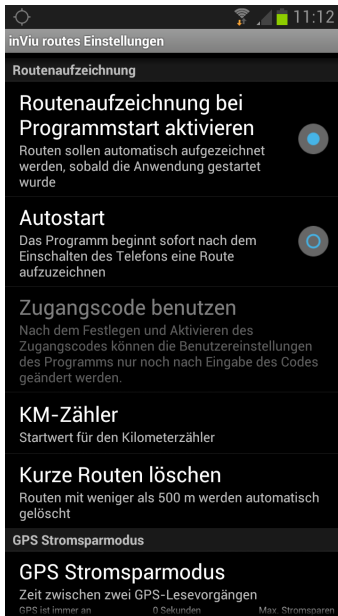 11:12
inViu routes Einstellungen
Routenaufzeichnung
Routenaufzeichnung bei
Programmstart aktivieren
Routen sollen automatisch aufgezeichnet
werden, sobald die Anwendung gestartet
wurde
Autostart
Das Programm beginnt sofort nach dem
Einschalten des Telefons eine Route
aufzuzeichnen
Zugangscode benutzen
Nach dem Festlegen und Aktivieren des
Zugangscodes können die Benutzereinstellungen
des Programms nur noch nach Eingabe des Codes
geändert werden.
KM-Zähler
Startwert für den Kilometerzähler
Kurze Routen löschen
Routen mit weniger als 500 m werden automatisch
gelöscht
GPS Stromsparmodus
GPS Stromsparmodus
Zeit zwischen zwei GPS-Lesevorgängen
GPS ist immer an 0 Sekunden Max. Stromsparen